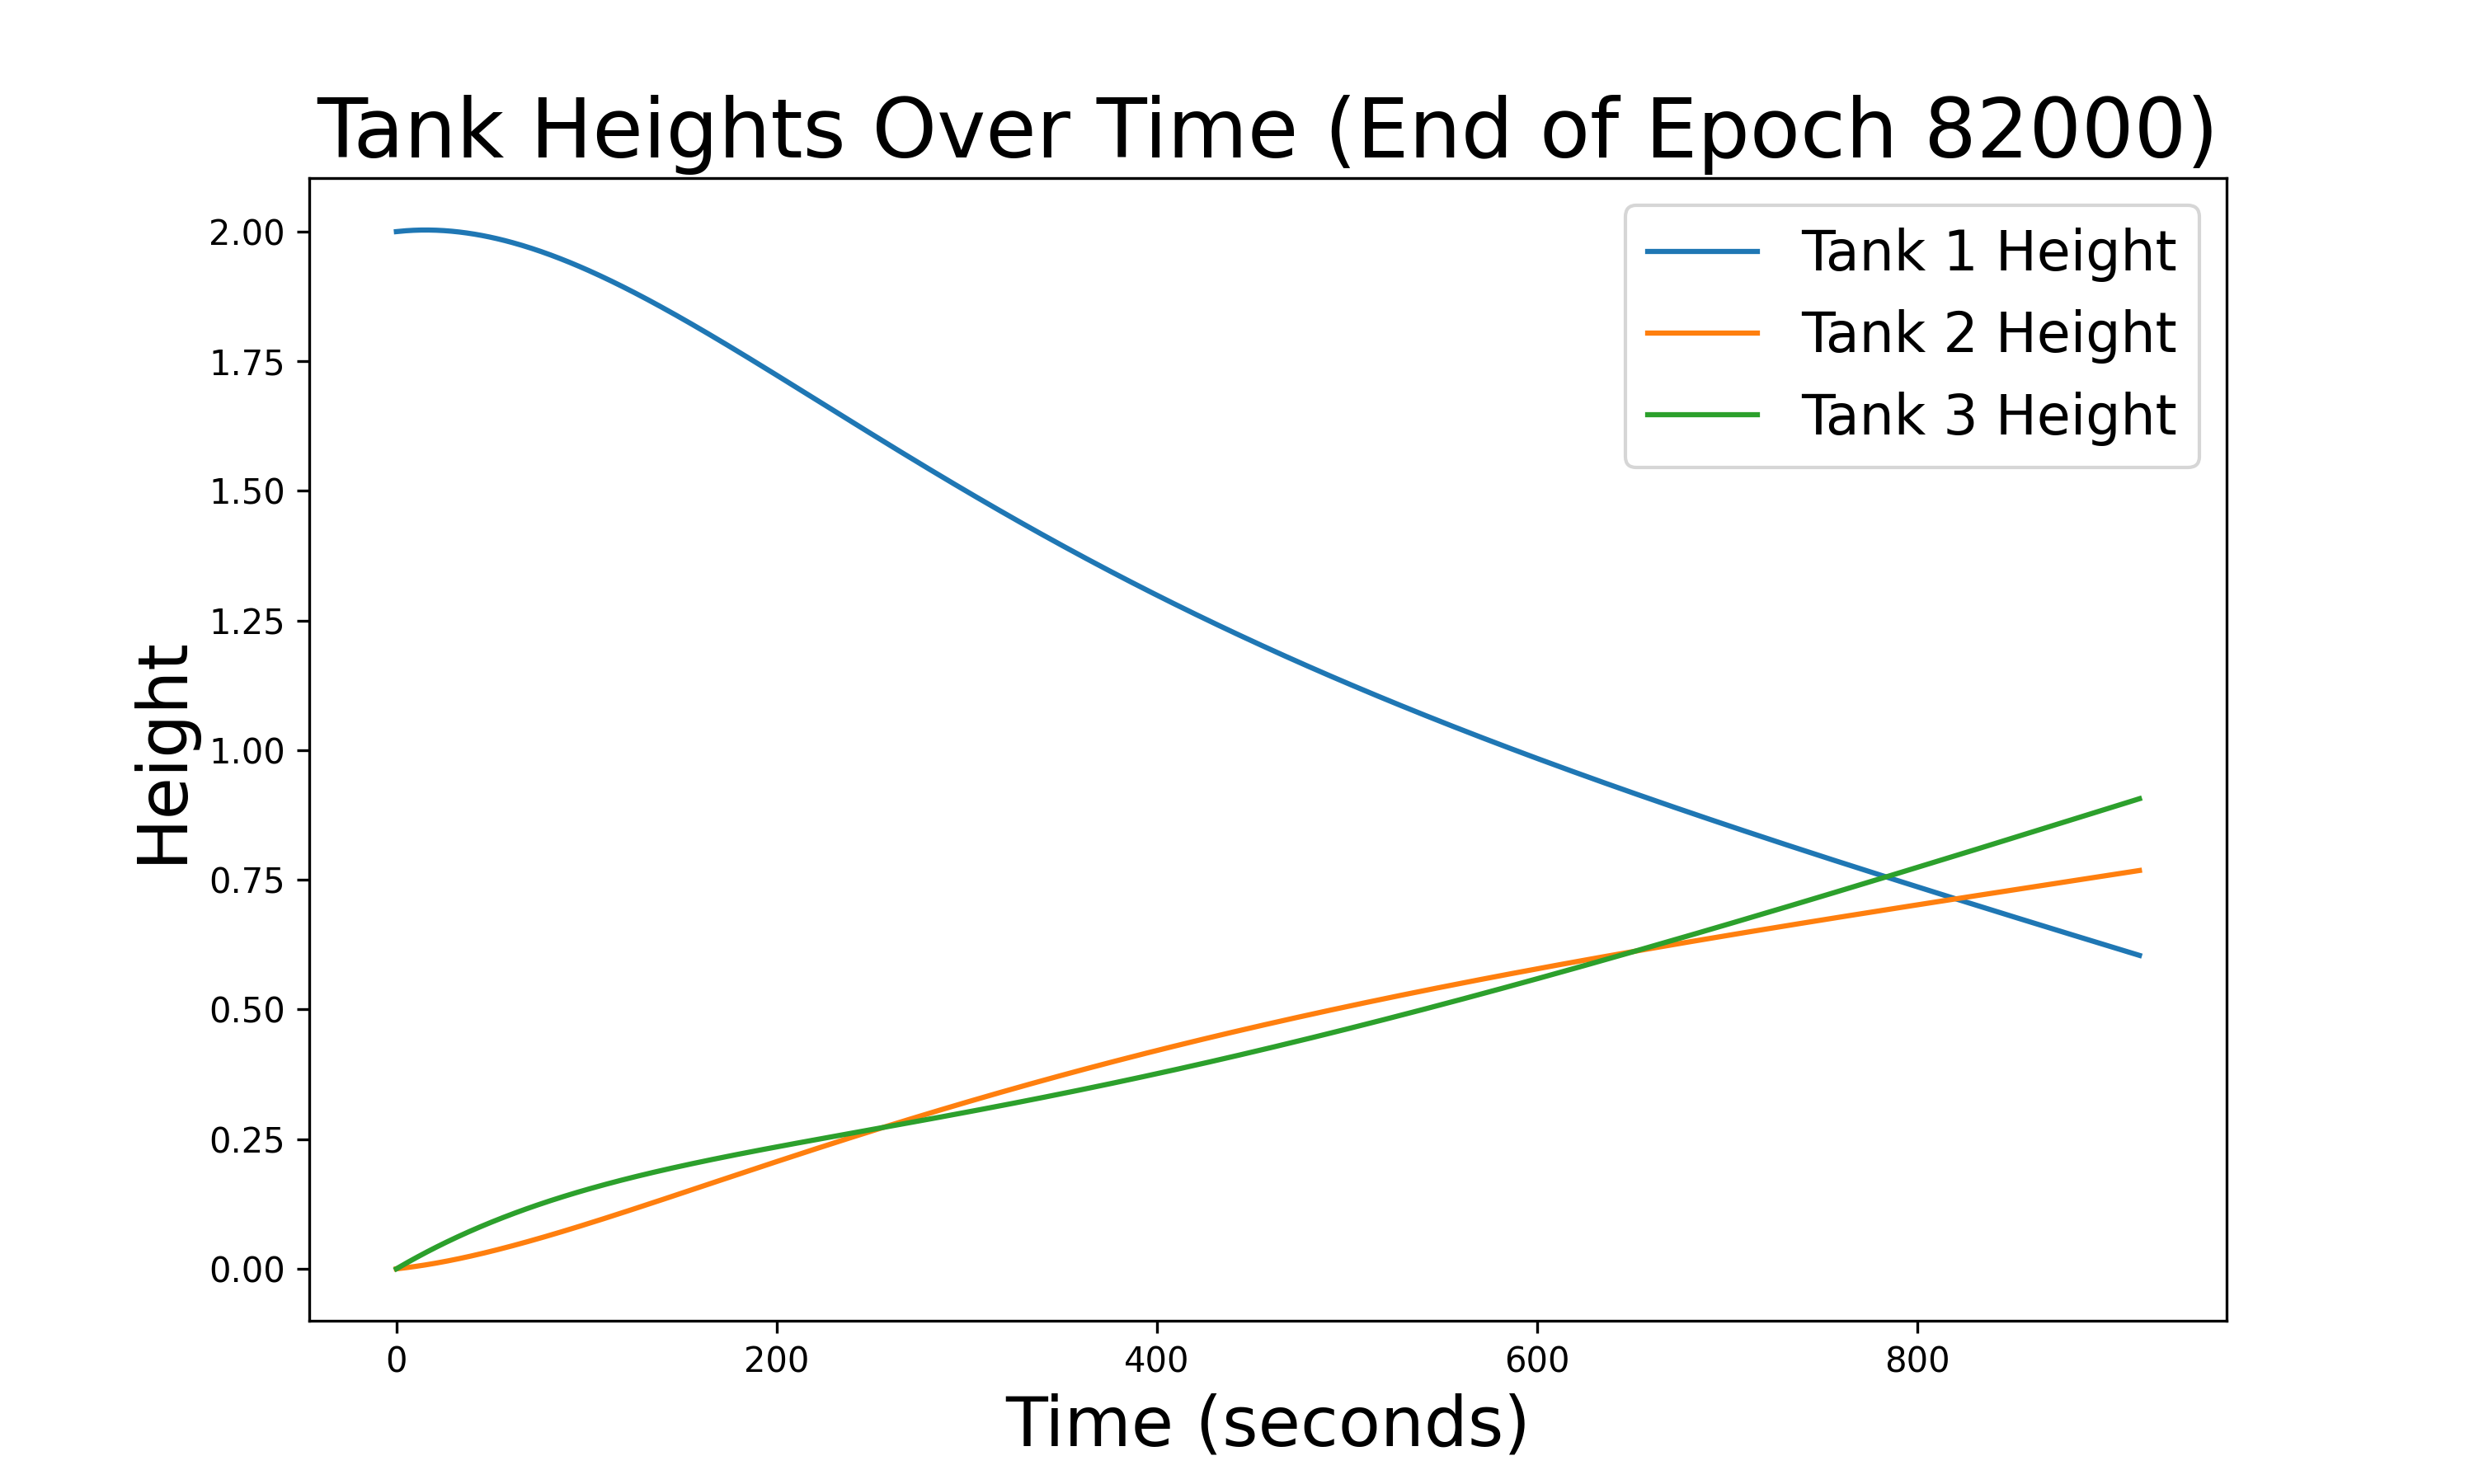 Tank Heights Over Time (End of Epoch 82000)
Tank 1 Height
Tank 2 Height
Tank 3 Height
Height
2.00
1.75
1.50
1.25
1.00
0.75
0.50
0.25
0.00
0 200 400 600 800
Time (seconds)